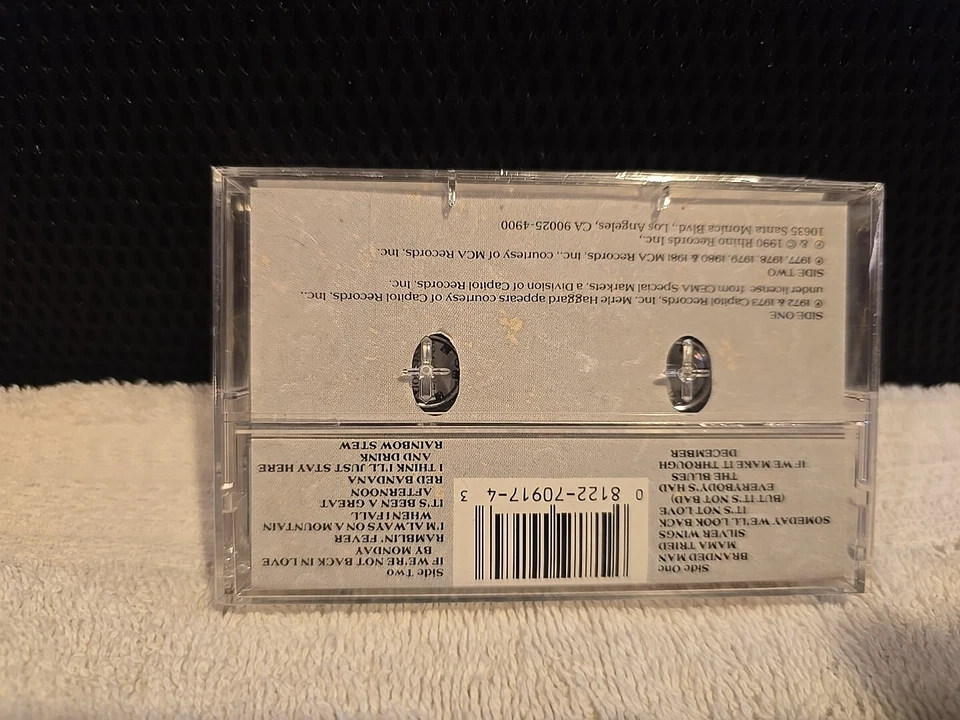 Side One
BRANDED MAN
MAMA TRIED
SILVER WINGS
SOMEDAY WE'LL LOOK BACK
IT'S NOT LOVE
(BUT IT'S NOT BAD)
EVERYBODY'S HAD
THE BLUES
IF WE MAKE IT THROUGH
DECEMBER
0 8122-70917-4 3
Side Two
IF WE'RE NOT BACK IN LOVE
BY MONDAY
RAMBLIN' FEVER
I'M ALWAYS ON A MOUNTAIN
WHEN I FALL
IT'S BEEN A GREAT
AFTERNOON
RED BANDANA
I THINK I'LL JUST STAY HERE
AND DRINK
RAINBOW STEW
SIDE ONE
℗ 1972 & 1973 Capitol Records, Inc. Merle Haggard appears courtesy of Capitol Records, Inc..
under license from CEMA Special Markets, a Division of Capitol Records, Inc.
SIDE TWO
℗ 1977, 1978, 1979, 1980 & 1981 MCA Records, Inc., courtesy of MCA Records, Inc.
℗ & © 1990 Rhino Records Inc.,
10635 Santa Monica Blvd., Los Angeles, CA 90025-4900